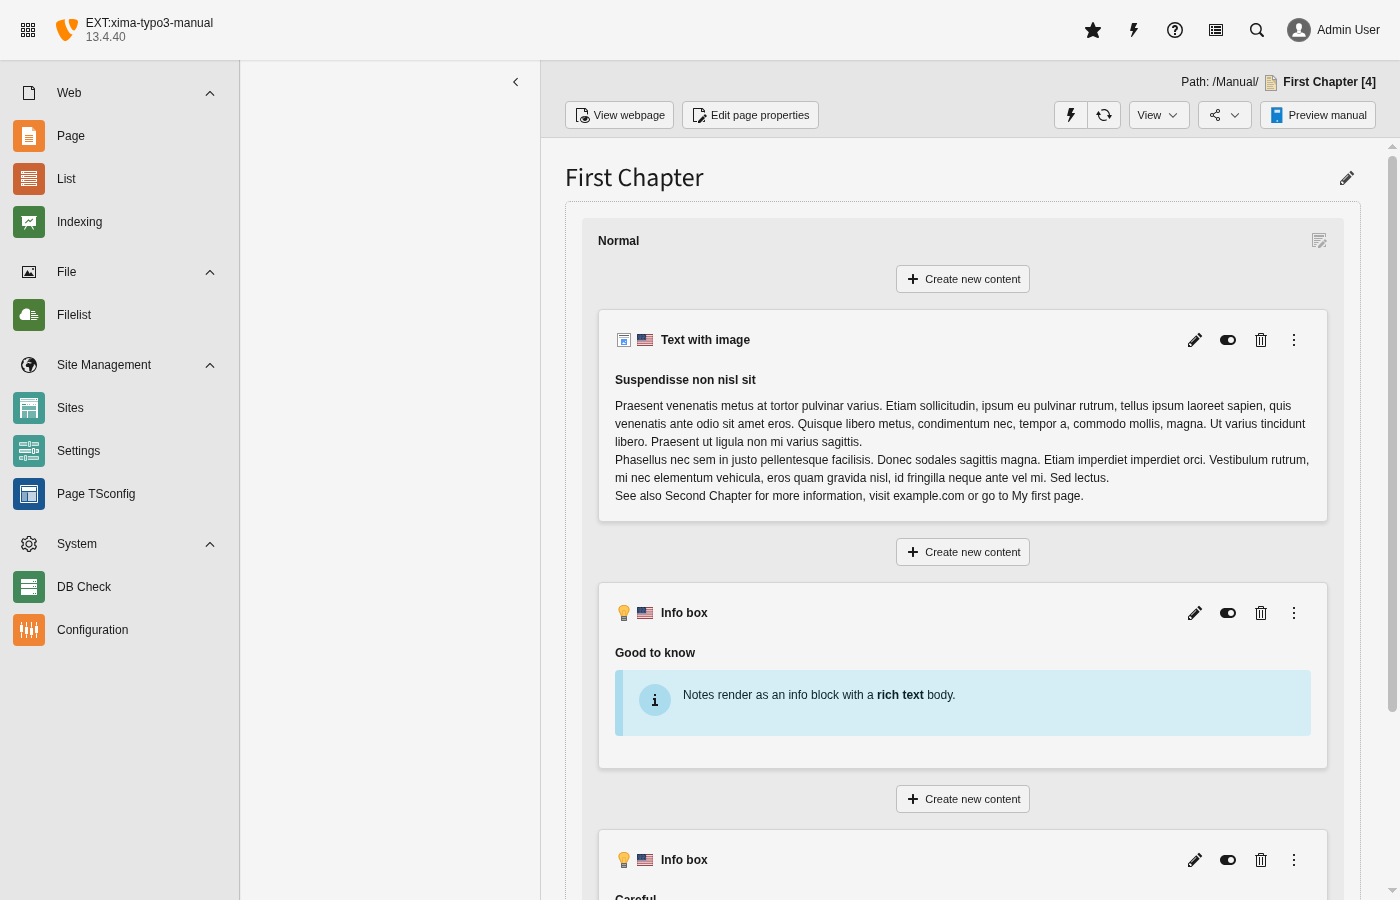 EXT:xima-typo3-manual
13.4.40
Admin User
Web
Page
List
Indexing
File
Filelist
Site Management
Sites
Settings
Page TSconfig
System
DB Check
Configuration
Path: /Manual/ First Chapter [4]
View webpage
Edit page properties
View
Preview manual
First Chapter
Normal
Create new content
Text with image
Suspendisse non nisl sit
Praesent venenatis metus at tortor pulvinar varius. Etiam sollicitudin, ipsum eu pulvinar rutrum, tellus ipsum laoreet sapien, quis
venenatis ante odio sit amet eros. Quisque libero metus, condimentum nec, tempor a, commodo mollis, magna. Ut varius tincidunt
libero. Praesent ut ligula non mi varius sagittis.
Phasellus nec sem in justo pellentesque facilisis. Donec sodales sagittis magna. Etiam imperdiet imperdiet orci. Vestibulum rutrum,
mi nec elementum vehicula, eros quam gravida nisl, id fringilla neque ante vel mi. Sed lectus.
See also Second Chapter for more information, visit example.com or go to My first page.
Create new content
Info box
Good to know
Notes render as an info block with a rich text body.
Create new content
Info box
Careful